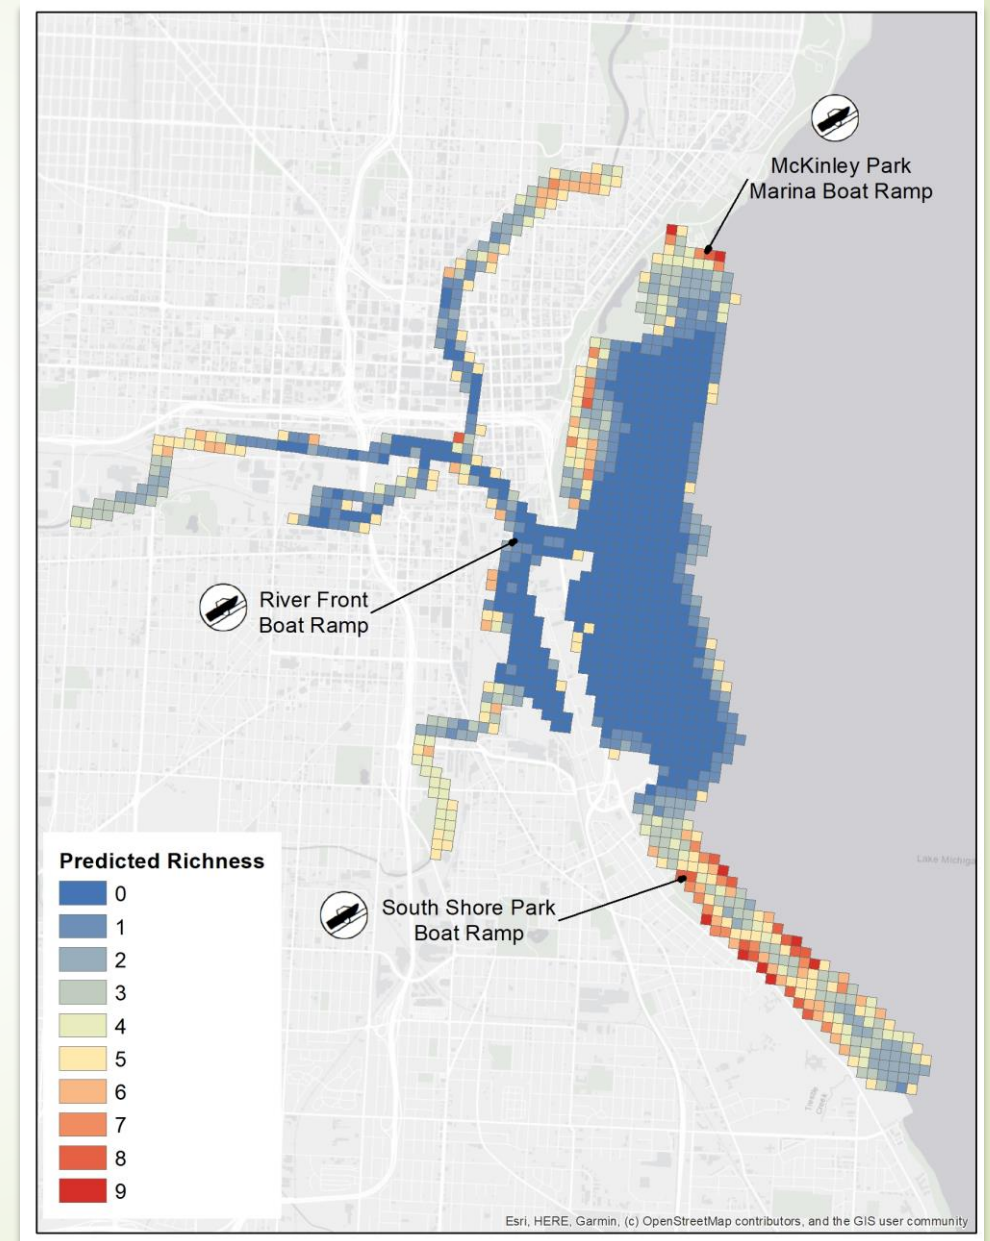 McKinley Park
Marina Boat Ramp
River Front
Boat Ramp
South Shore Park
Boat Ramp
Lake Michiga
Predicted Richness
0
1
2
3
4
5
6
7
8
9
Esri, HERE, Garmin, (c) OpenStreetMap contributors, and the GIS user community